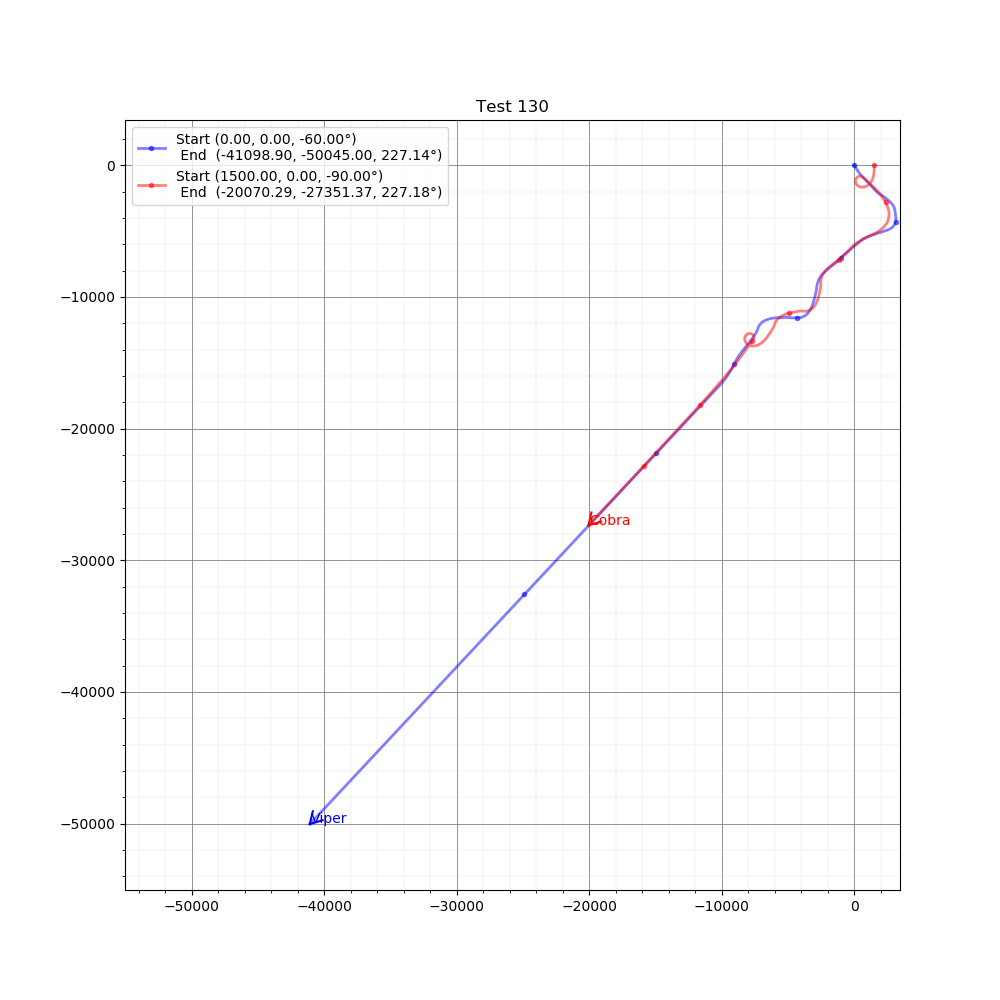 Test 130
Start (0.00, 0.00, -60.00°)
End (-41098.90, -50045.00, 227.14°)
Start (1500.00, 0.00, -90.00°)
End (-20070.29, -27351.37, 227.18°)
0
−10000
−20000
−30000
−40000
−50000
Cobra
Viper
−50000
−40000
−30000
−20000
−10000
0